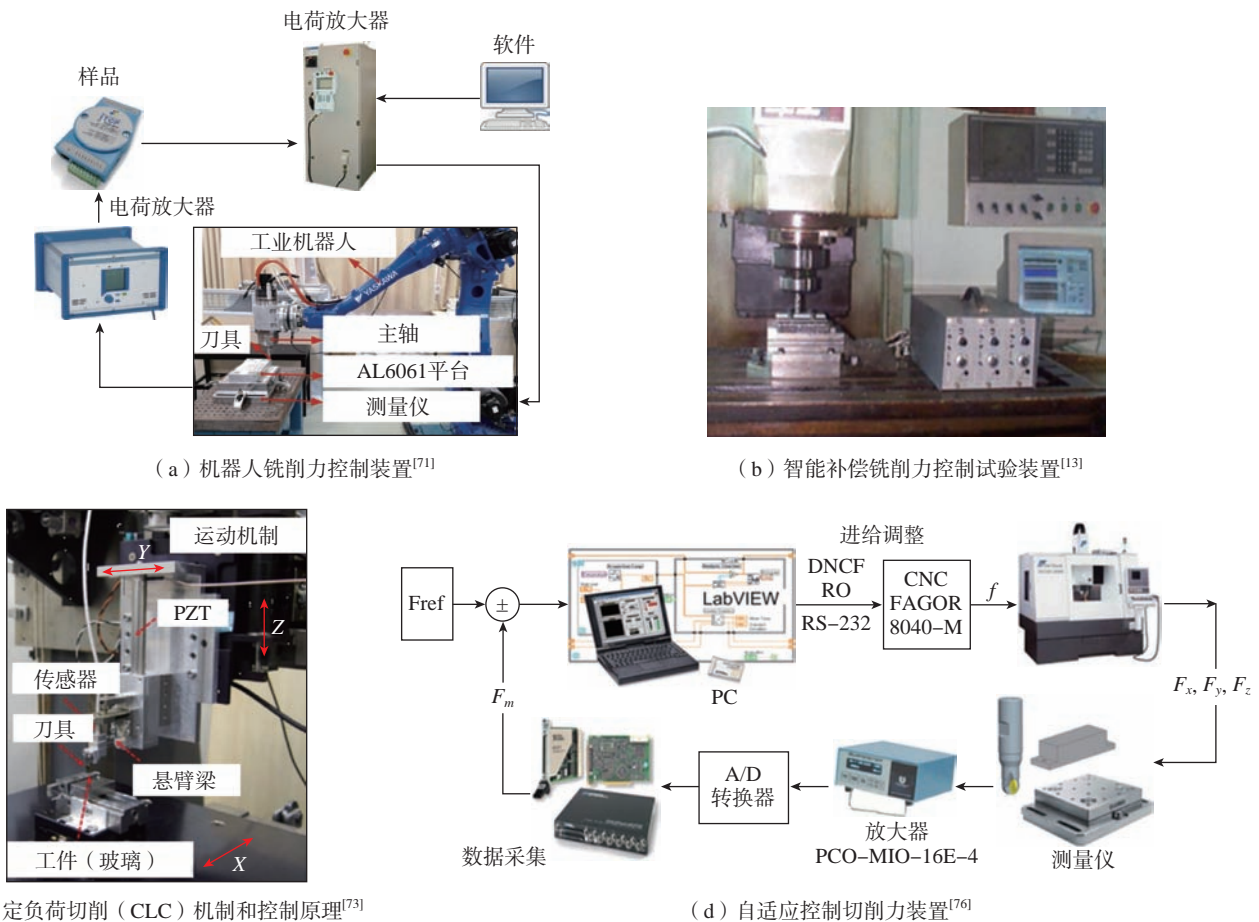 电荷放大器
软件
样品
电荷放大器
工业机器人
YASKAWA
刀具
主轴
AL6061平台
测量仪
（a）机器人铣削力控制装置[71]
（b）智能补偿铣削力控制试验装置[13]
运动机制
Y
PZT
Z
传感器
刀具
悬臂梁
工件（玻璃）
X
定负荷切削（CLC）机制和控制原理[73]
Fref
±
LabVIEW
PC
进给调整
DNCF
RO
RS-232
CNC
FAGOR
8040-M
f
Fx, Fy, Fz
Fm
数据采集
A/D
转换器
放大器
PCO-MIO-16E-4
测量仪
（d）自适应控制切削力装置[76]